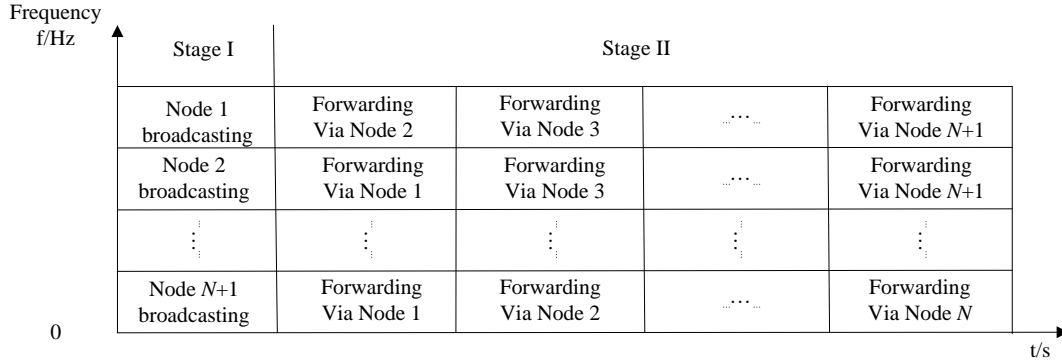 Frequency
f/Hz
Stage I
Stage II
Node 1
broadcasting
Forwarding
Via Node 2
Forwarding
Via Node 3
...…...
Forwarding
Via Node N+1
Node 2
broadcasting
Forwarding
Via Node 1
Forwarding
Via Node 3
...…...
Forwarding
Via Node N+1
...…...
...…...
...…...
...…...
...…...
Node N+1
broadcasting
Forwarding
Via Node 1
Forwarding
Via Node 2
...…...
Forwarding
Via Node N
0
t/s